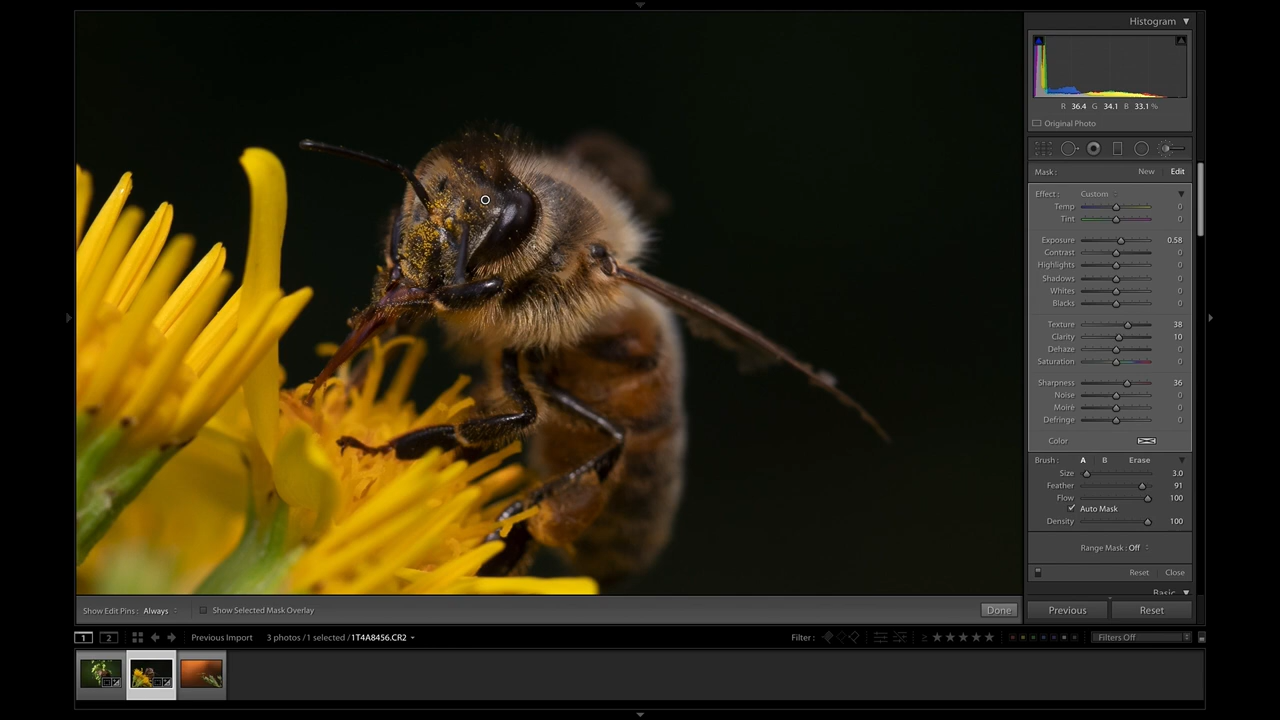 Histogram
R 36.4 G 34.1 B 33.1 %
Original Photo
Mask : New Edit
Effect : Custom
Temp 0
Tint 0
Exposure 0.58
Contrast 0
Highlights 0
Shadows 0
Whites 0
Blacks 0
Texture 38
Clarity 10
Dehaze 0
Saturation 0
Sharpness 36
Noise 0
Moiré 0
Defringe 0
Color
Brush : A B Erase
Size 3.0
Feather 91
Flow 100
Auto Mask
Density 100
Range Mask : Off
Reset Close
Basic
Show Edit Pins : Always Show Selected Mask Overlay Done
Previous Reset
1 2 Previous Import 3 photos / 1 selected / 1T4A8456.CR2 Filter : Filters Off